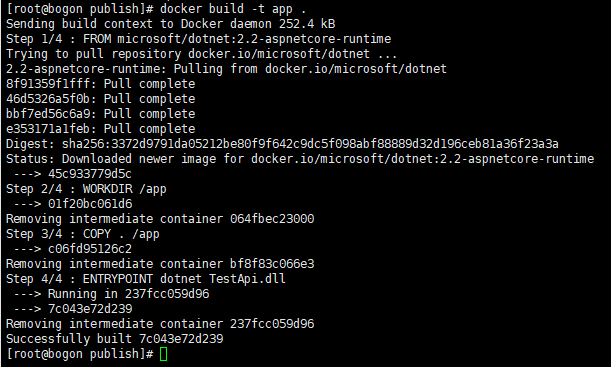 [root@bogon publish]# docker build -t app .
Sending build context to Docker daemon 252.4 kB
Step 1/4 : FROM microsoft/dotnet:2.2-aspnetcore-runtime
Trying to pull repository docker.io/microsoft/dotnet ...
2.2-aspnetcore-runtime: Pulling from docker.io/microsoft/dotnet
8f91359f1fff: Pull complete
46d5326a5f0b: Pull complete
bbf7ed56c6a9: Pull complete
e353171a1feb: Pull complete
Digest: sha256:3372d9791da05212be80f9f642c9dc5f098abf88889d32d196ceb81a36f23a3a
Status: Downloaded newer image for docker.io/microsoft/dotnet:2.2-aspnetcore-runtime
 ---> 45c933779d5c
Step 2/4 : WORKDIR /app
 ---> 01f20bc061d6
Removing intermediate container 064fbec23000
Step 3/4 : COPY . /app
 ---> c06fd95126c2
Removing intermediate container bf8f83c066e3
Step 4/4 : ENTRYPOINT dotnet TestApi.dll
 ---> Running in 237fcc059d96
 ---> 7c043e72d239
Removing intermediate container 237fcc059d96
Successfully built 7c043e72d239
[root@bogon publish]#